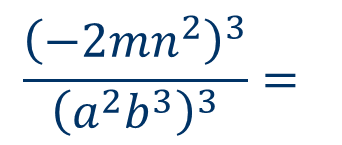 (−2mn²)³
(a²b³)³ =